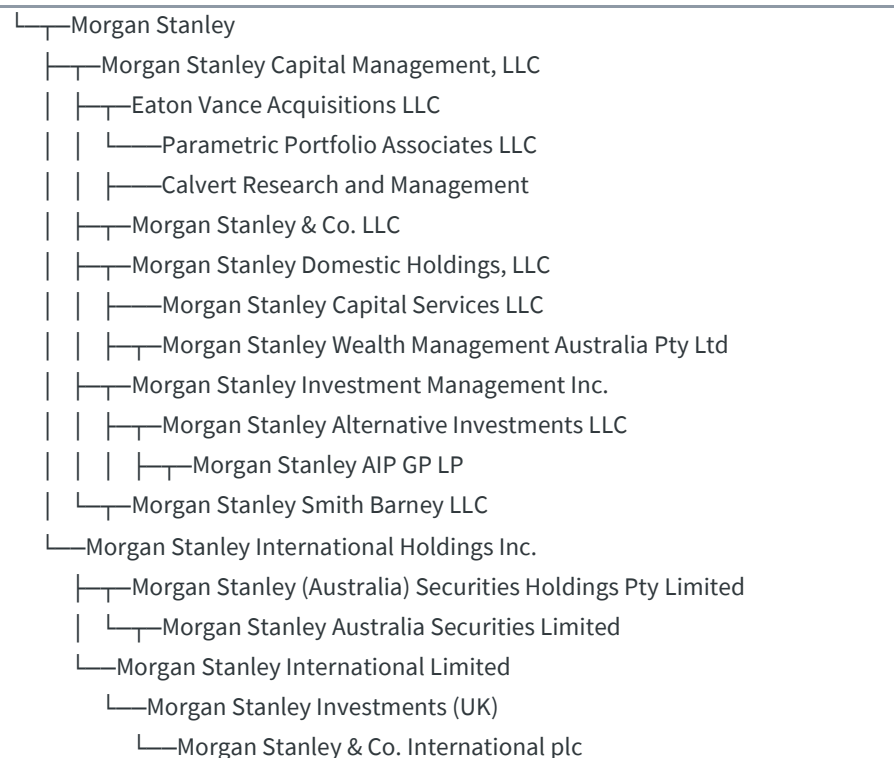 Morgan Stanley
Morgan Stanley Capital Management, LLC
Eaton Vance Acquisitions LLC
Parametric Portfolio Associates LLC
Calvert Research and Management
Morgan Stanley & Co. LLC
Morgan Stanley Domestic Holdings, LLC
Morgan Stanley Capital Services LLC
Morgan Stanley Wealth Management Australia Pty Ltd
Morgan Stanley Investment Management Inc.
Morgan Stanley Alternative Investments LLC
Morgan Stanley AIP GP LP
Morgan Stanley Smith Barney LLC
Morgan Stanley International Holdings Inc.
Morgan Stanley (Australia) Securities Holdings Pty Limited
Morgan Stanley Australia Securities Limited
Morgan Stanley International Limited
Morgan Stanley Investments (UK)
Morgan Stanley & Co. International plc